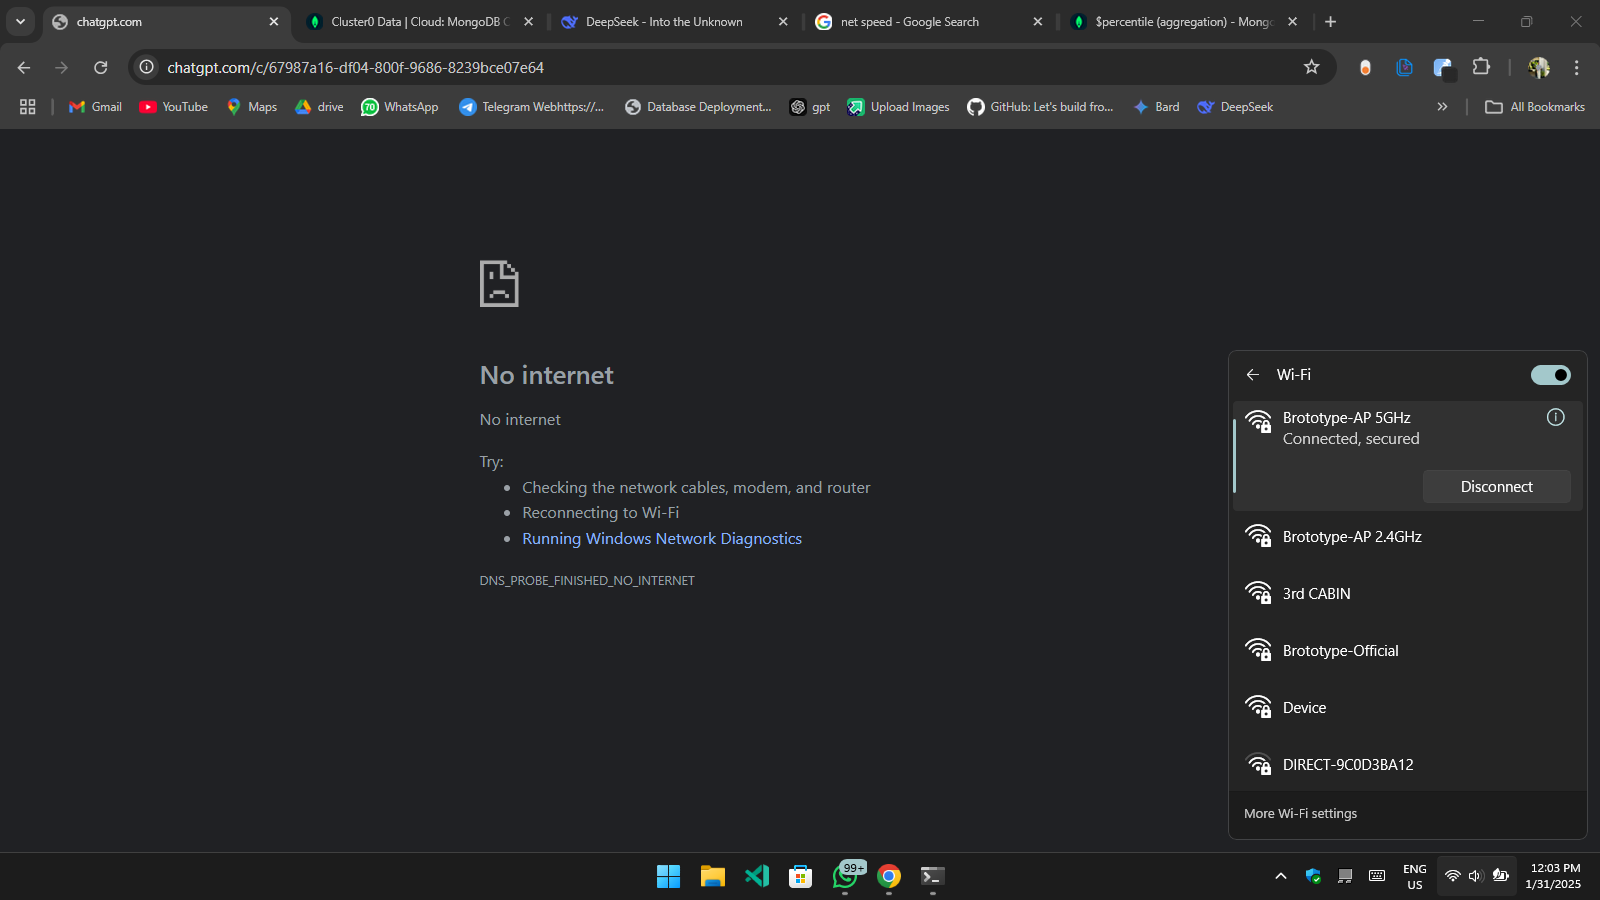 chatgpt.com
Cluster0 Data | Cloud: MongoDB C
DeepSeek - Into the Unknown
net speed - Google Search
$percentile (aggregation) - Mongo
chatgpt.com/c/67987a16-df04-800f-9686-8239bce07e64
Gmail
YouTube
Maps
drive
70
WhatsApp
Telegram Webhttps://...
Database Deployment...
gpt
Upload Images
GitHub: Let's build fro...
Bard
DeepSeek
All Bookmarks
No internet
No internet
Try:
Checking the network cables, modem, and router
Reconnecting to Wi-Fi
Running Windows Network Diagnostics
DNS_PROBE_FINISHED_NO_INTERNET
Wi-Fi
Brototype-AP 5GHz
Connected, secured
Disconnect
Brototype-AP 2.4GHz
3rd CABIN
Brototype-Official
Device
DIRECT-9C0D3BA12
More Wi-Fi settings
99+
ENG
US
12:03 PM
1/31/2025